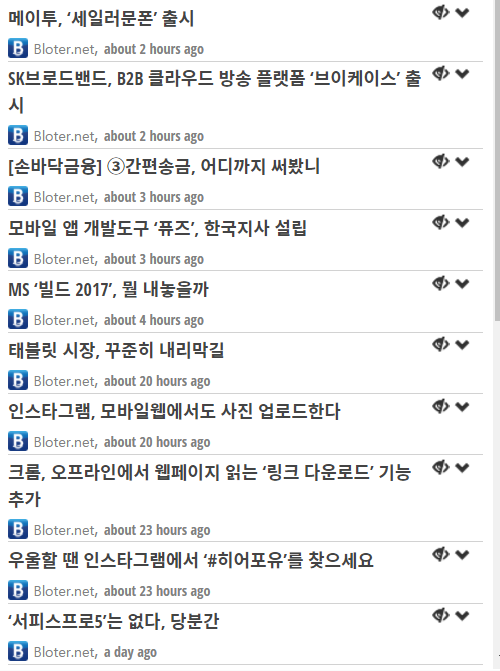 메이투, ‘세일러문폰’ 출시
Bloter.net, about 2 hours ago
SK브로드밴드, B2B 클라우드 방송 플랫폼 ‘브이케이스’ 출
시
Bloter.net, about 2 hours ago
[손바닥금융] ③간편송금, 어디까지 써봤니
Bloter.net, about 3 hours ago
모바일 앱 개발도구 ‘퓨즈’, 한국지사 설립
Bloter.net, about 3 hours ago
MS ‘빌드 2017’, 뭘 내놓을까
Bloter.net, about 4 hours ago
태블릿 시장, 꾸준히 내리막길
Bloter.net, about 20 hours ago
인스타그램, 모바일웹에서도 사진 업로드한다
Bloter.net, about 20 hours ago
크롬, 오프라인에서 웹페이지 읽는 ‘링크 다운로드’ 기능
추가
Bloter.net, about 23 hours ago
우울할 땐 인스타그램에서 ‘#히어포유’를 찾으세요
Bloter.net, about 23 hours ago
‘서피스프로5’는 없다, 당분간
Bloter.net, a day ago